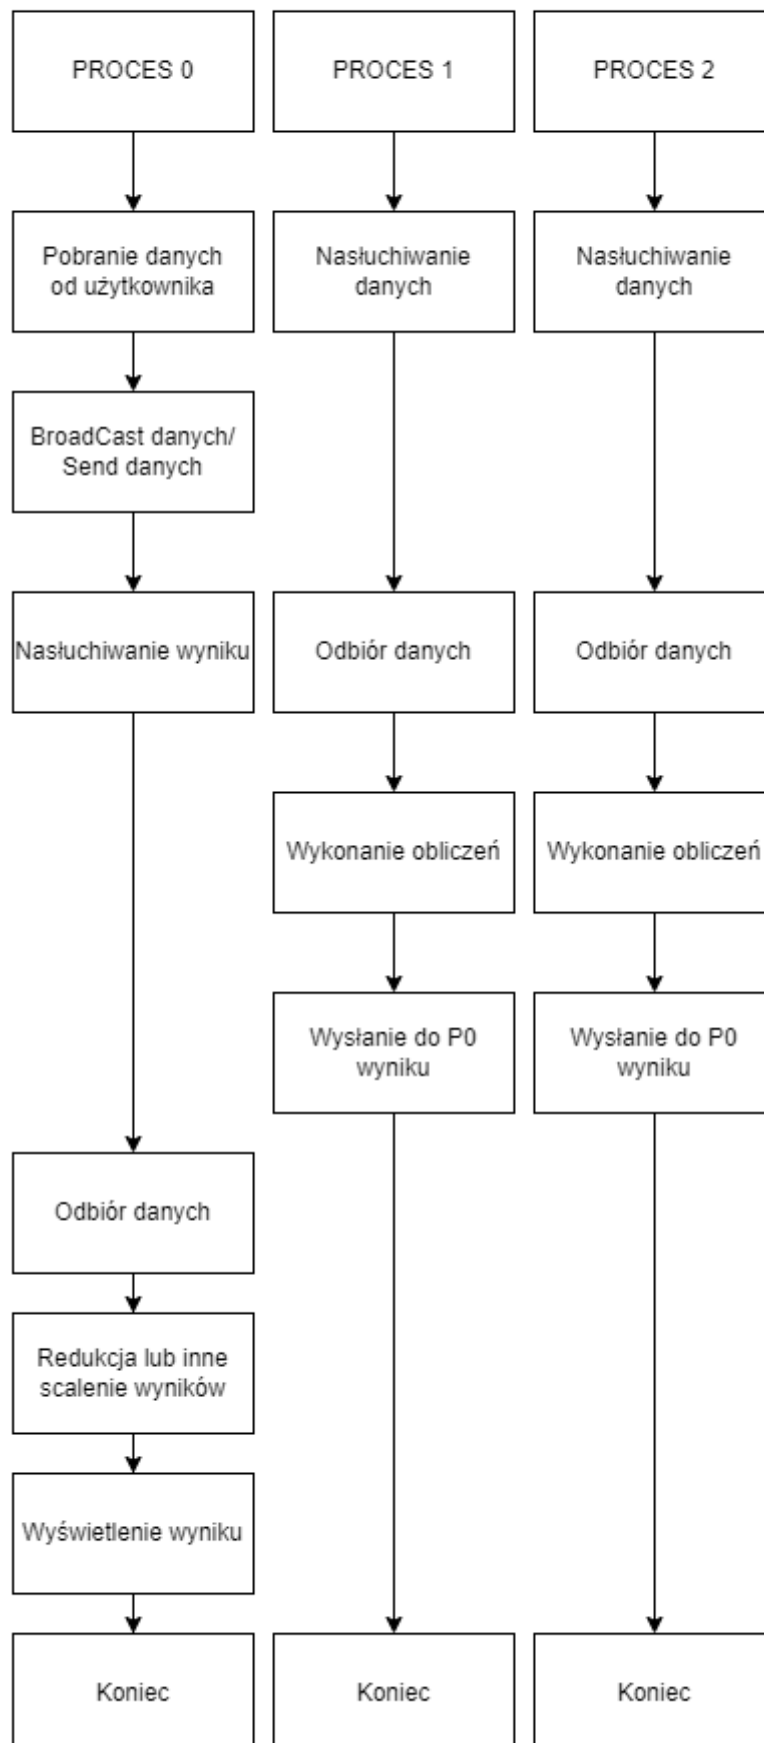 PROCES 0
PROCES 1
PROCES 2
Pobranie danych
od użytkownika
Nasłuchiwanie
danych
Nasłuchiwanie
danych
BroadCast danych/
Send danych
Nasłuchiwanie wyniku
Odbiór danych
Odbiór danych
Wykonanie obliczeń
Wykonanie obliczeń
Wysłanie do P0
wyniku
Wysłanie do P0
wyniku
Odbiór danych
Redukcja lub inne
scalenie wyników
Wyświetlenie wyniku
Koniec
Koniec
Koniec